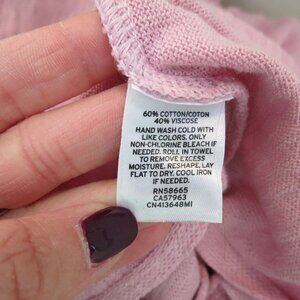 60% COTTON/COTON
40% VISCOSE
HAND WASH COLD WITH
LIKE COLORS. ONLY
NON-CHLORINE BLEACH IF
NEEDED. ROLL IN TOWEL
TO REMOVE EXCESS
MOISTURE. RESHAPE, LAY
FLAT TO DRY. COOL IRON
IF NEEDED.
RN58665
CA57963
CN413648MI